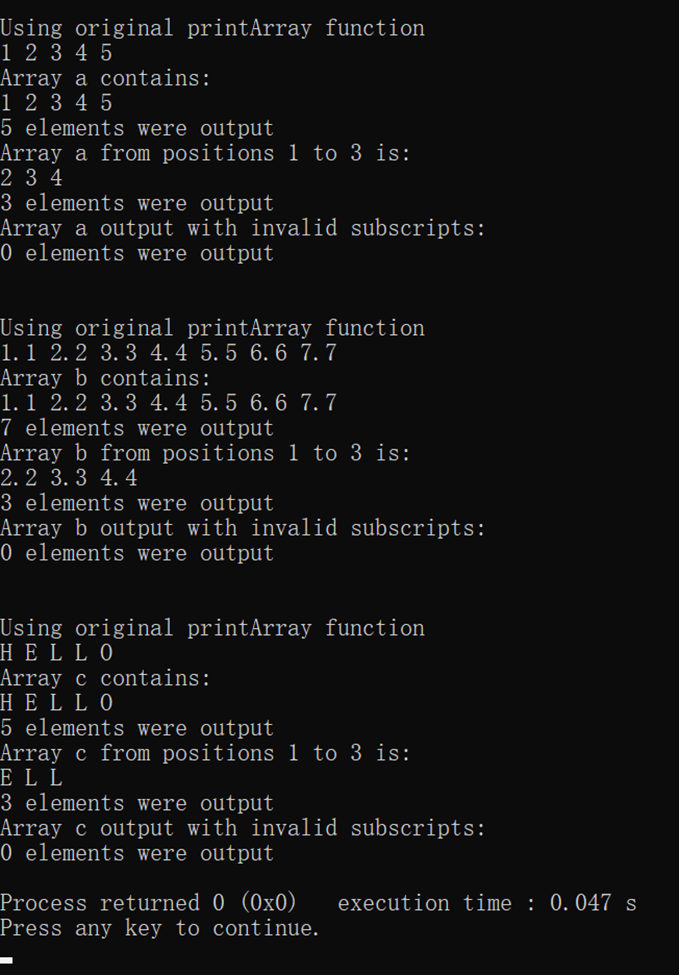 Using original printArray function
1 2 3 4 5
Array a contains:
1 2 3 4 5
5 elements were output
Array a from positions 1 to 3 is:
2 3 4
3 elements were output
Array a output with invalid subscripts:
0 elements were output
Using original printArray function
1.1 2.2 3.3 4.4 5.5 6.6 7.7
Array b contains:
1.1 2.2 3.3 4.4 5.5 6.6 7.7
7 elements were output
Array b from positions 1 to 3 is:
2.2 3.3 4.4
3 elements were output
Array b output with invalid subscripts:
0 elements were output
Using original printArray function
H E L L O
Array c contains:
H E L L O
5 elements were output
Array c from positions 1 to 3 is:
E L L
3 elements were output
Array c output with invalid subscripts:
0 elements were output
Process returned 0 (0x0)   execution time : 0.047 s
Press any key to continue.